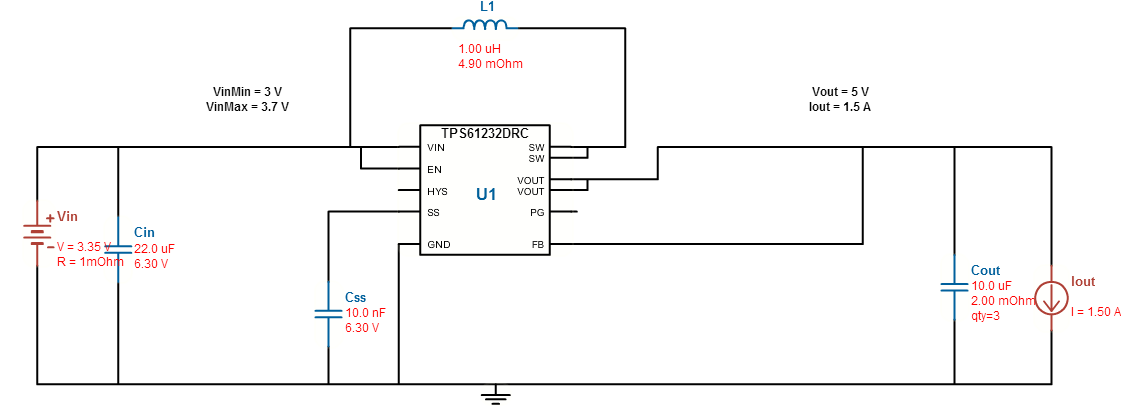 L1
1.00 uH
4.90 mOhm
VinMin = 3 V
VinMax = 3.7 V
Vout = 5 V
Iout = 1.5 A
TPS61232DRC
VIN
SW
SW
EN
VOUT
HYS
VOUT
U1
SS
PG
GND
FB
+ Vin
V = 3.35 V
R = 1mOhm
Cin
22.0 uF
6.30 V
Css
10.0 nF
6.30 V
Cout
10.0 uF
2.00 mOhm
qty=3
Iout
I = 1.50 A